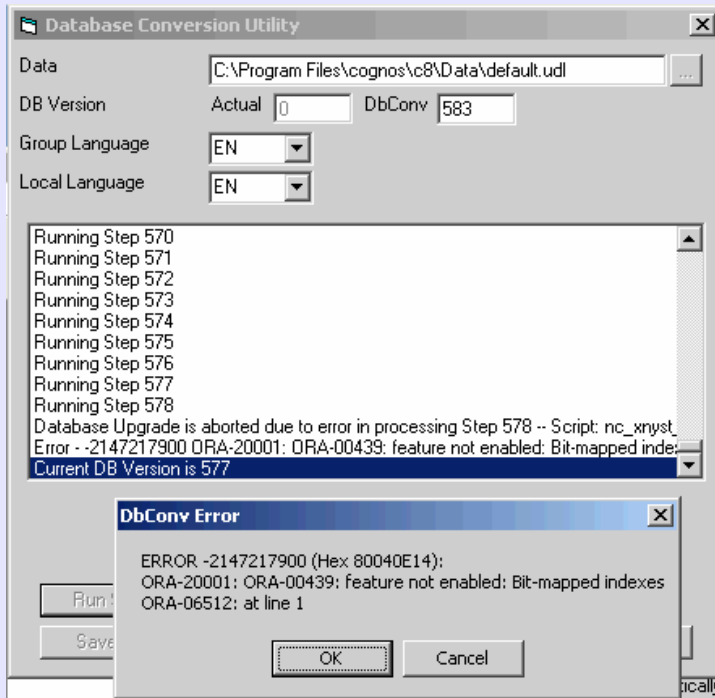 Database Conversion Utility
Data C:\Program Files\cognos\c8\Data\default.udl ...
DB Version Actual 0 DbConv 583
Group Language EN
Local Language EN
Running Step 570
Running Step 571
Running Step 572
Running Step 573
Running Step 574
Running Step 575
Running Step 576
Running Step 577
Running Step 578
Database Upgrade is aborted due to error in processing Step 578 -- Script: nc_xnyst_
Error - -2147217900 ORA-20001: ORA-00439: feature not enabled: Bit-mapped
Current DB Version is 577
DbConv Error
ERROR -2147217900 (Hex 80040E14):
ORA-20001: ORA-00439: feature not enabled: Bit-mapped indexes
ORA-06512: at line 1
Run
Save
OK Cancel